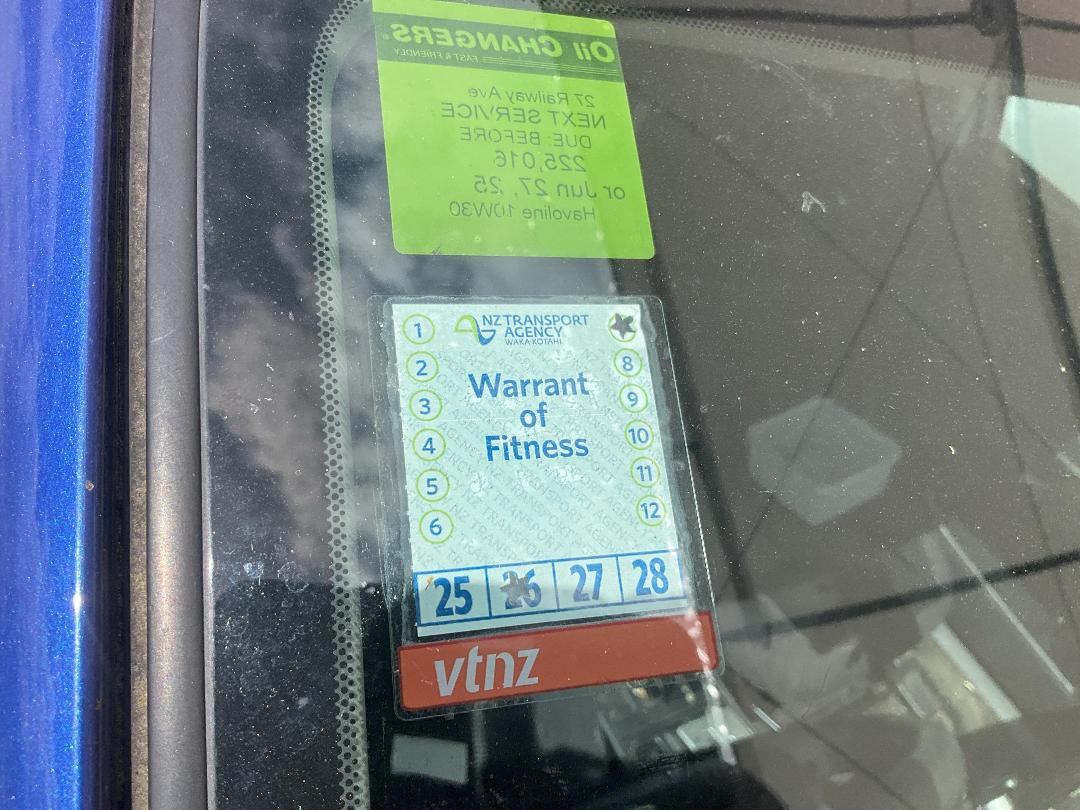 Oil CHANGERS®
FAST & FRIENDLY
27 Railway Ave
NEXT SERVICE
DUE: BEFORE
225,016
or Jun 27, 25
Havoline 10W30
1
NZ TRANSPORT
AGENCY
WAKA KOTAHI
2
8
Warrant
3
9
of
4
10
Fitness
5
11
6
12
25 26 27 28
vtnz